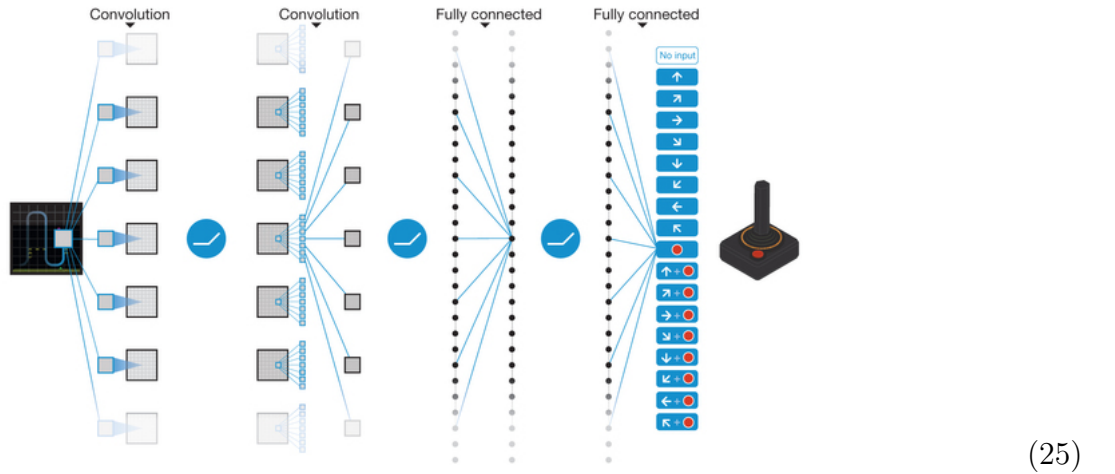 Convolution
Convolution
Fully connected
Fully connected
No input
+
+
+
+
+
+
+
+
(25)